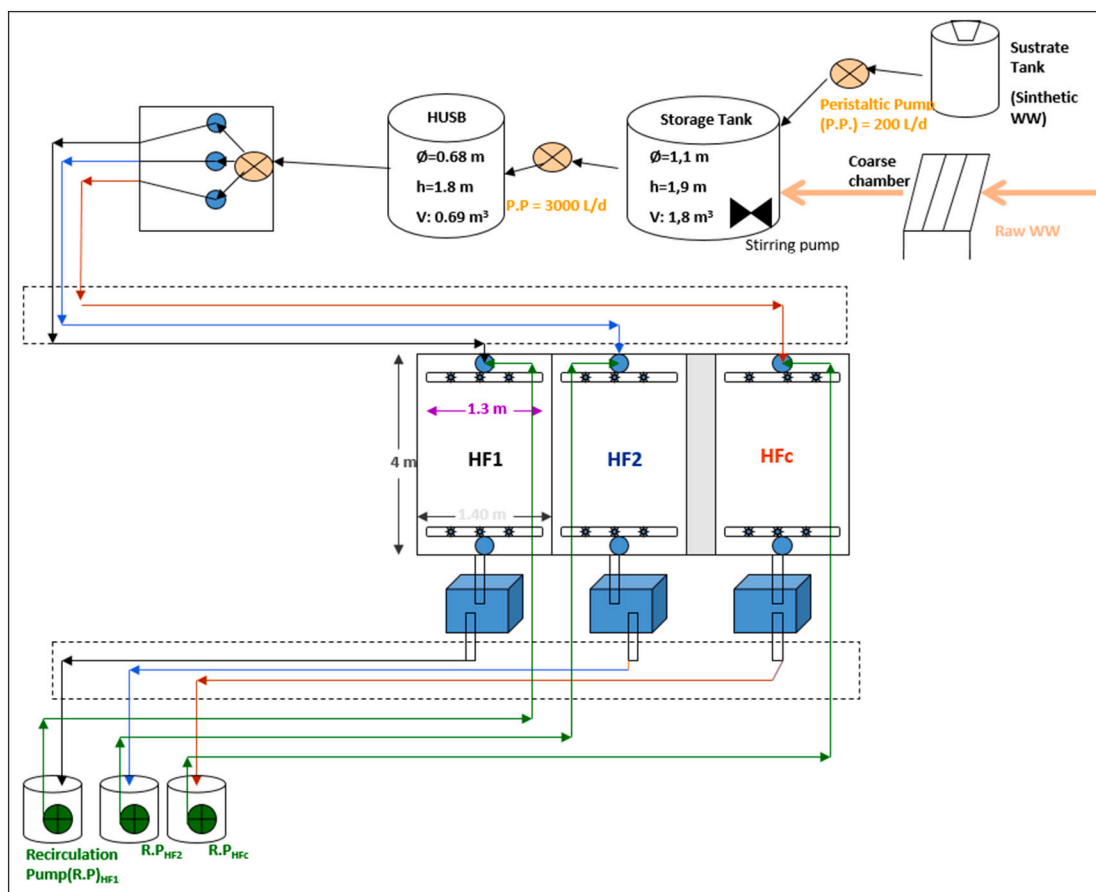 Sustrate
Tank
(Sinthetic
WW)
Peristaltic Pump
(P.P.) = 200 L/d
HUSB
Ø=0.68 m
h=1.8 m
V: 0.69 m³
P.P = 3000 L/d
Storage Tank
Ø=1,1 m
h=1,9 m
V: 1,8 m³
Stirring pump
Coarse
chamber
Raw WW
1.3 m
4 m
HF1
HF2
HFc
1.40 m
Recirculation
Pump(R.P)HF1
R.PHF2
R.PHFc